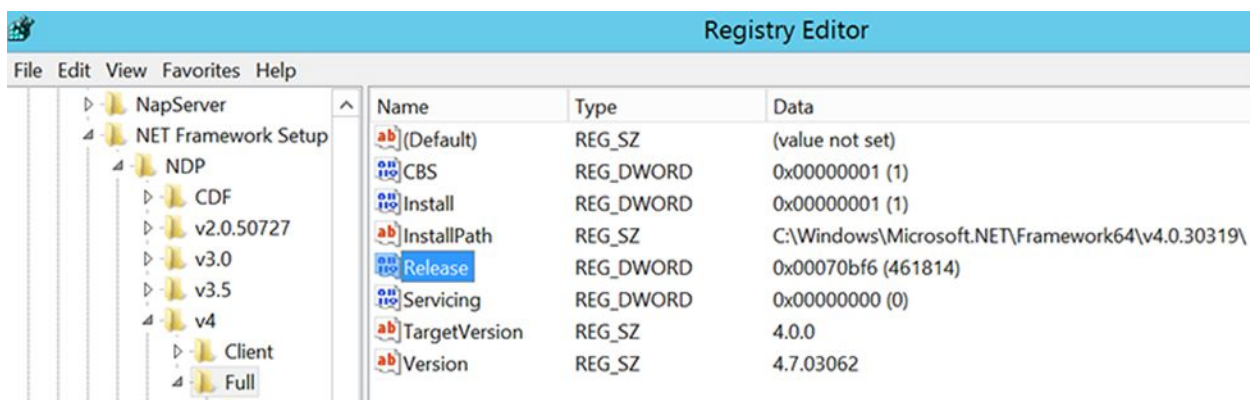 Registry Editor
File Edit View Favorites Help
NapServer
NET Framework Setup
NDP
CDF
v2.0.50727
v3.0
v3.5
v4
Client
Full
Name Type Data
(Default) REG_SZ (value not set)
CBS REG_DWORD 0x00000001 (1)
Install REG_DWORD 0x00000001 (1)
InstallPath REG_SZ C:\Windows\Microsoft.NET\Framework64\v4.0.30319\
Release REG_DWORD 0x00070bf6 (461814)
Servicing REG_DWORD 0x00000000 (0)
TargetVersion REG_SZ 4.0.0
Version REG_SZ 4.7.03062